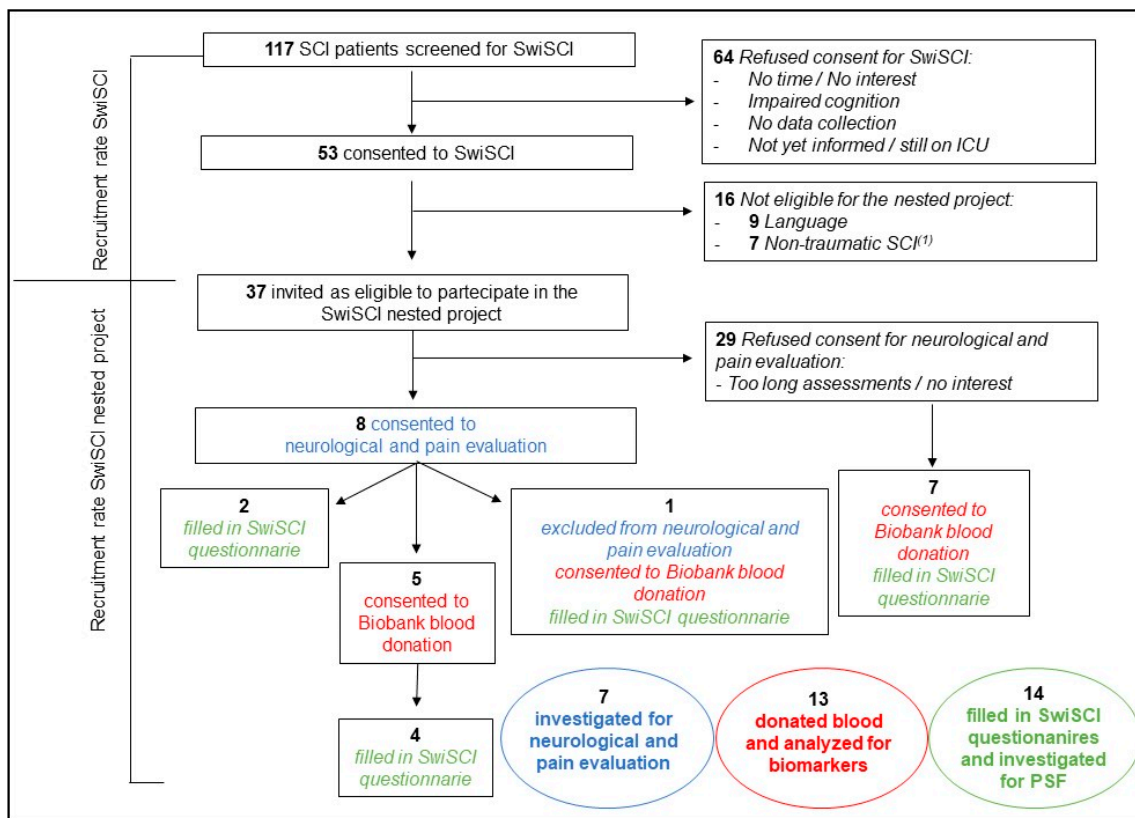 Recruitment rate SwiSCI
117 SCI patients screened for SwiSCI
64 Refused consent for SwiSCI:
- No time / No interest
- Impaired cognition
- No data collection
- Not yet informed / still on ICU
53 consented to SwiSCI
16 Not eligible for the nested project:
- 9 Language
- 7 Non-traumatic SCI(1)
Recruitment rate SwiSCI nested project
37 invited as eligible to partecipate in the
SwiSCI nested project
29 Refused consent for neurological and
pain evaluation:
- Too long assessments / no interest
8 consented to
neurological and pain evaluation
2
filled in SwiSCI
questionnarie
5
consented to
Biobank blood
donation
1
excluded from neurological and
pain evaluation
consented to Biobank blood
donation
filled in SwiSCI questionnarie
7
consented to
Biobank blood
donation
filled in SwiSCI
questionnarie
4
filled in SwiSCI
questionnarie
7
investigated for
neurological and
pain evaluation
13
donated blood
and analyzed for
biomarkers
14
filled in SwiSCI
questionanires
and investigated
for PSF